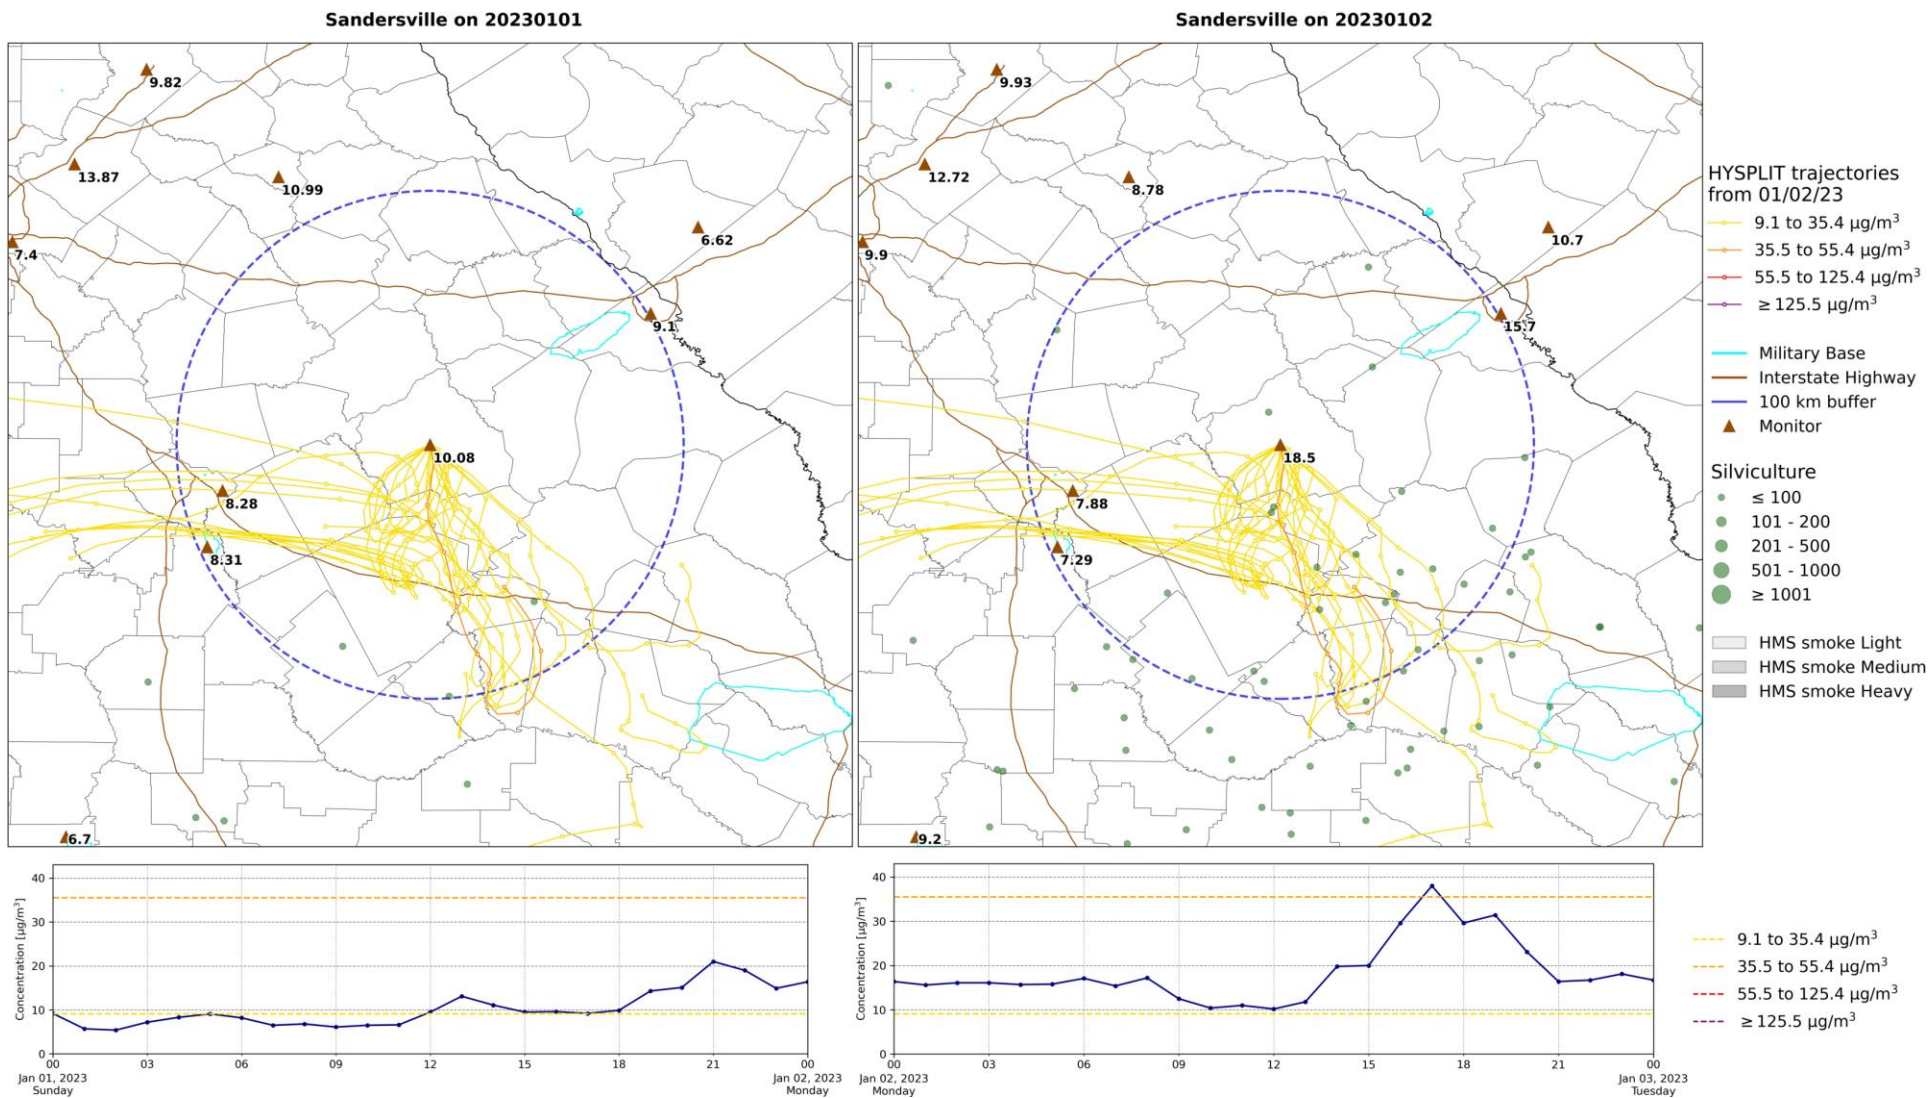 Sandersville on 20230101
9.82
13.87
10.99
7.4
6.62
9.1
10.08
8.28
8.31
6.7
Sandersville on 20230102
9.93
12.72
8.78
9.9
10.7
15.7
18.5
7.88
7.29
9.2
HYSPLIT trajectories
from 01/02/23
9.1 to 35.4 µg/m³
35.5 to 55.4 µg/m³
55.5 to 125.4 µg/m³
≥ 125.5 µg/m³
Military Base
Interstate Highway
100 km buffer
Monitor
Silviculture
≤ 100
101 - 200
201 - 500
501 - 1000
≥ 1001
HMS smoke Light
HMS smoke Medium
HMS smoke Heavy
Concentration [µg/m³]
40
30
20
10
0
00 03 06 09 12 15 18 21 00
Jan 01, 2023 Jan 02, 2023
Sunday Monday
Concentration [µg/m³]
40
30
20
10
0
00 03 06 09 12 15 18 21 00
Jan 02, 2023 Jan 03, 2023
Monday Tuesday
9.1 to 35.4 µg/m³
35.5 to 55.4 µg/m³
55.5 to 125.4 µg/m³
≥ 125.5 µg/m³